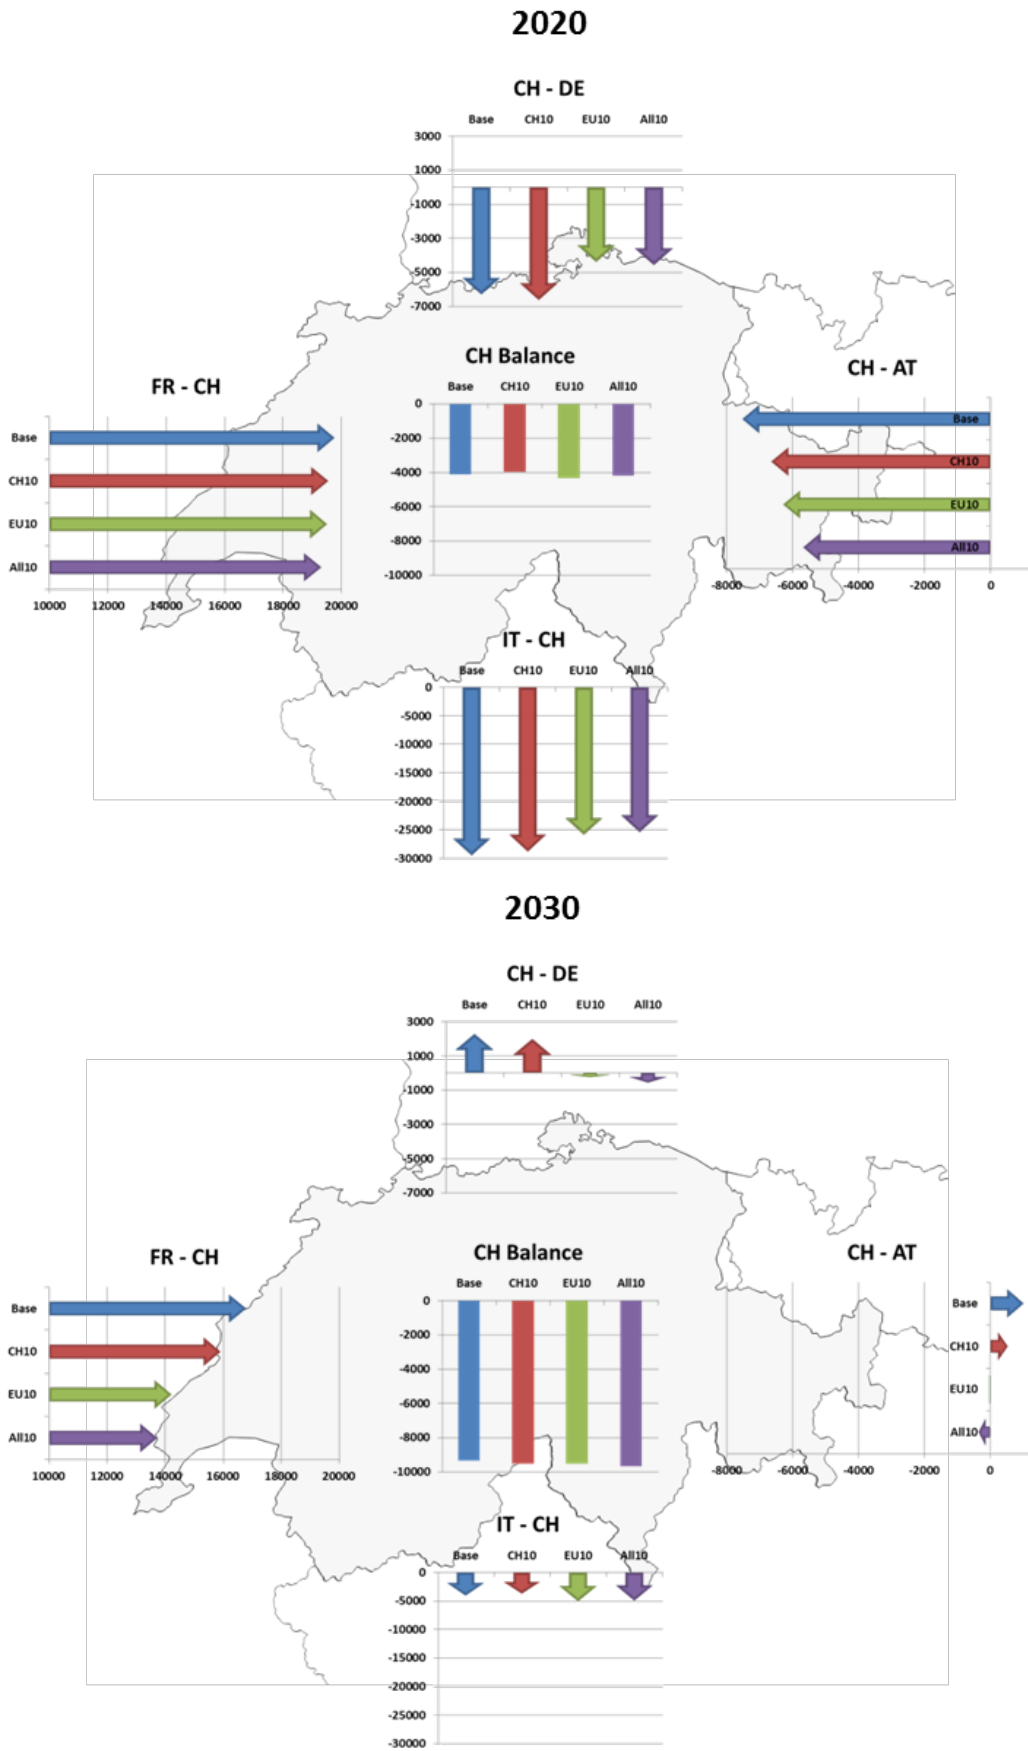 2020
CH - DE
Base CH10 EU10 All10
3000
1000
-1000
-3000
-5000
-7000
CH Balance
Base CH10 EU10 All10
0
-2000
-4000
-6000
-8000
-10000
FR - CH
Base
CH10
EU10
All10
10000 12000 14000 16000 18000 20000
CH - AT
Base
CH10
EU10
All10
-8000 -6000 -4000 -2000 0
IT - CH
Base CH10 EU10 All10
0
-5000
-10000
-15000
-20000
-25000
-30000
2030
CH - DE
Base CH10 EU10 All10
3000
1000
-1000
-3000
-5000
-7000
FR - CH
Base
CH10
EU10
All10
10000 12000 14000 16000 18000 20000
CH Balance
Base CH10 EU10 All10
0
-2000
-4000
-6000
-8000
-10000
CH - AT
Base
CH10
EU10
All10
-8000 -6000 -4000 -2000 0
IT - CH
Base CH10 EU10 All10
0
-5000
-10000
-15000
-20000
-25000
-30000